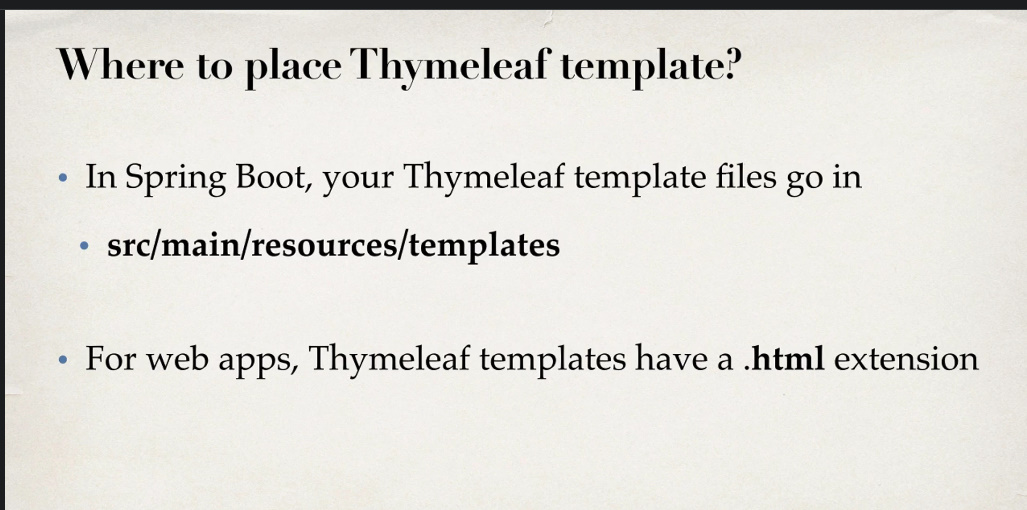 Where to place Thymeleaf template?
• In Spring Boot, your Thymeleaf template files go in
• src/main/resources/templates
• For web apps, Thymeleaf templates have a .html extension